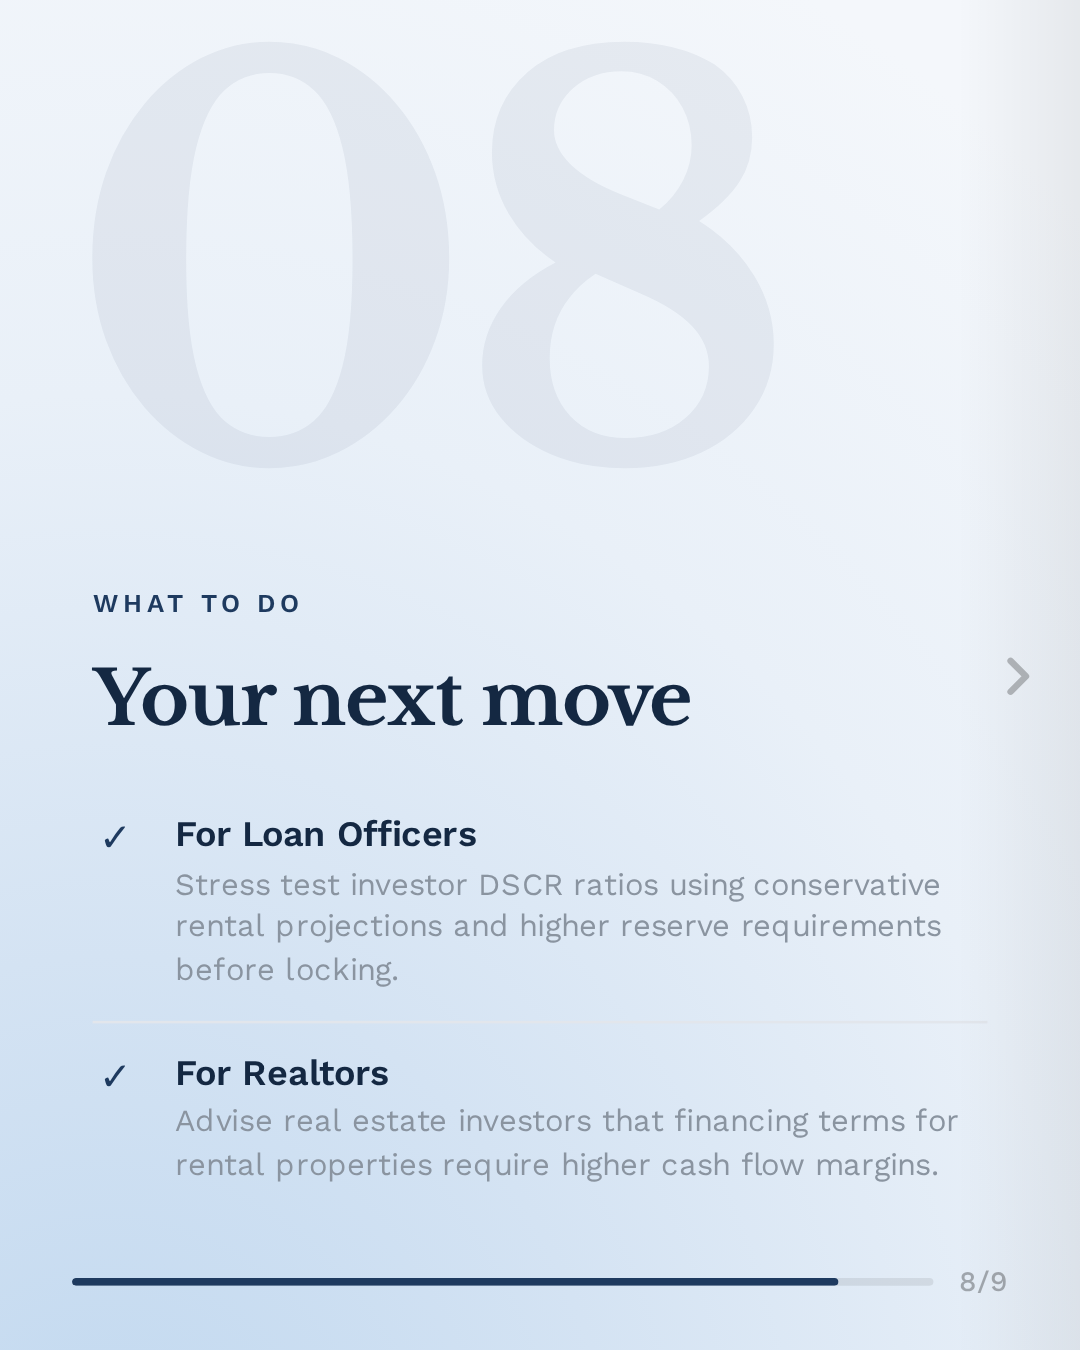 08
WHAT TO DO
Your next move
✓ For Loan Officers
Stress test investor DSCR ratios using conservative
rental projections and higher reserve requirements
before locking.
✓ For Realtors
Advise real estate investors that financing terms for
rental properties require higher cash flow margins.
8/9